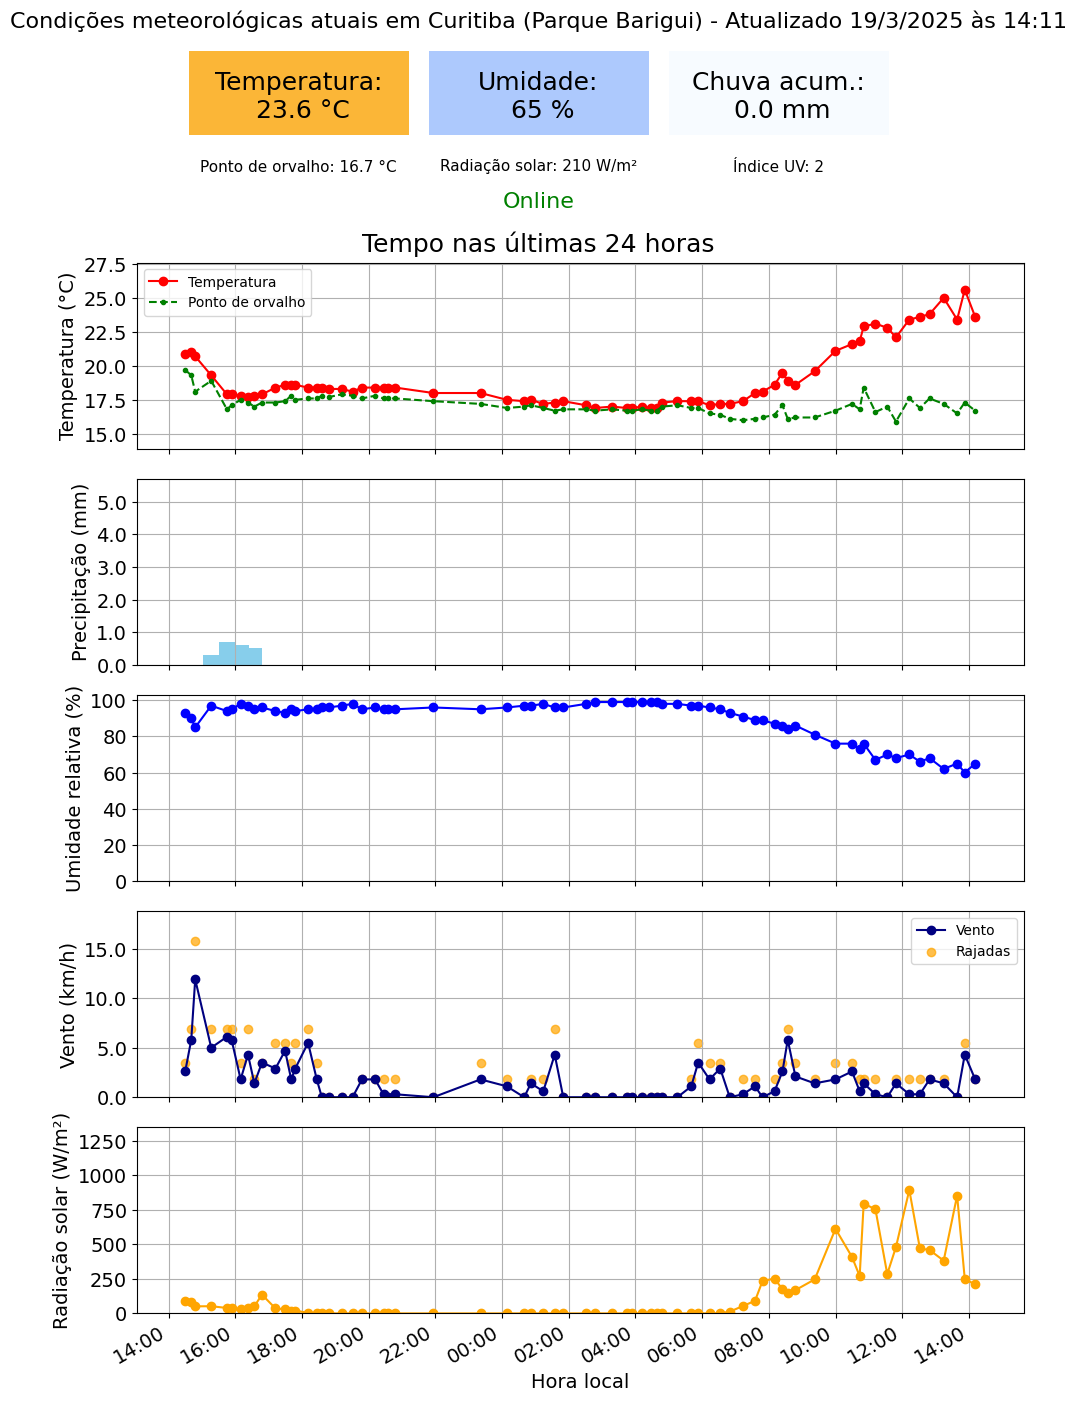 Condições meteorológicas atuais em Curitiba (Parque Barigui) - Atualizado 19/3/2025 às 14:11
Temperatura:
23.6 °C
Umidade:
65 %
Chuva acum.:
0.0 mm
Ponto de orvalho: 16.7 °C
Radiação solar: 210 W/m²
Índice UV: 2
Online
Tempo nas últimas 24 horas
Temperatura (°C)
27.5
25.0
22.5
20.0
17.5
15.0
Temperatura
Ponto de orvalho
Precipitação (mm)
5.0
4.0
3.0
2.0
1.0
0.0
Umidade relativa (%)
100
80
60
40
20
0
Vento (km/h)
15.0
10.0
5.0
0.0
Vento
Rajadas
Radiação solar (W/m²)
1250
1000
750
500
250
0
14:00
16:00
18:00
20:00
22:00
00:00
02:00
04:00
06:00
08:00
10:00
12:00
14:00
Hora local